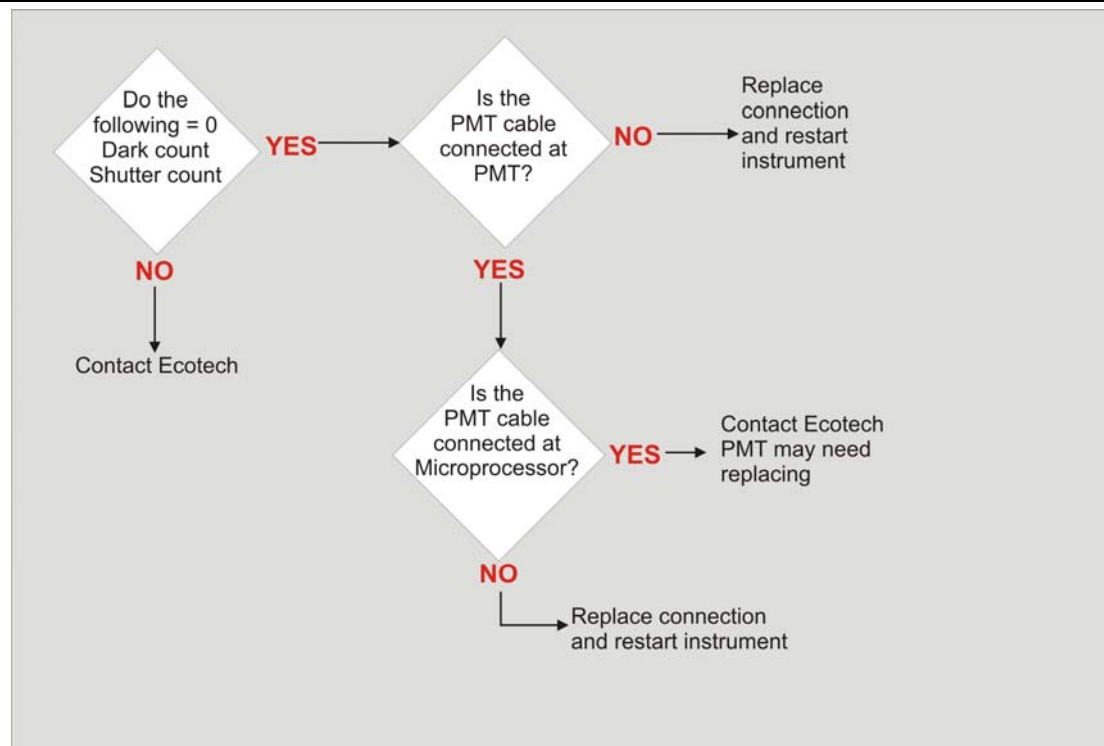 Do the
following = 0
Dark count
Shutter count
YES
Is the
PMT cable
connected at
PMT?
NO
Replace
connection
and restart
instrument
NO
Contact Ecotech
YES
Is the
PMT cable
connected at
Microprocessor?
YES
Contact Ecotech
PMT may need
replacing
NO
Replace connection
and restart instrument